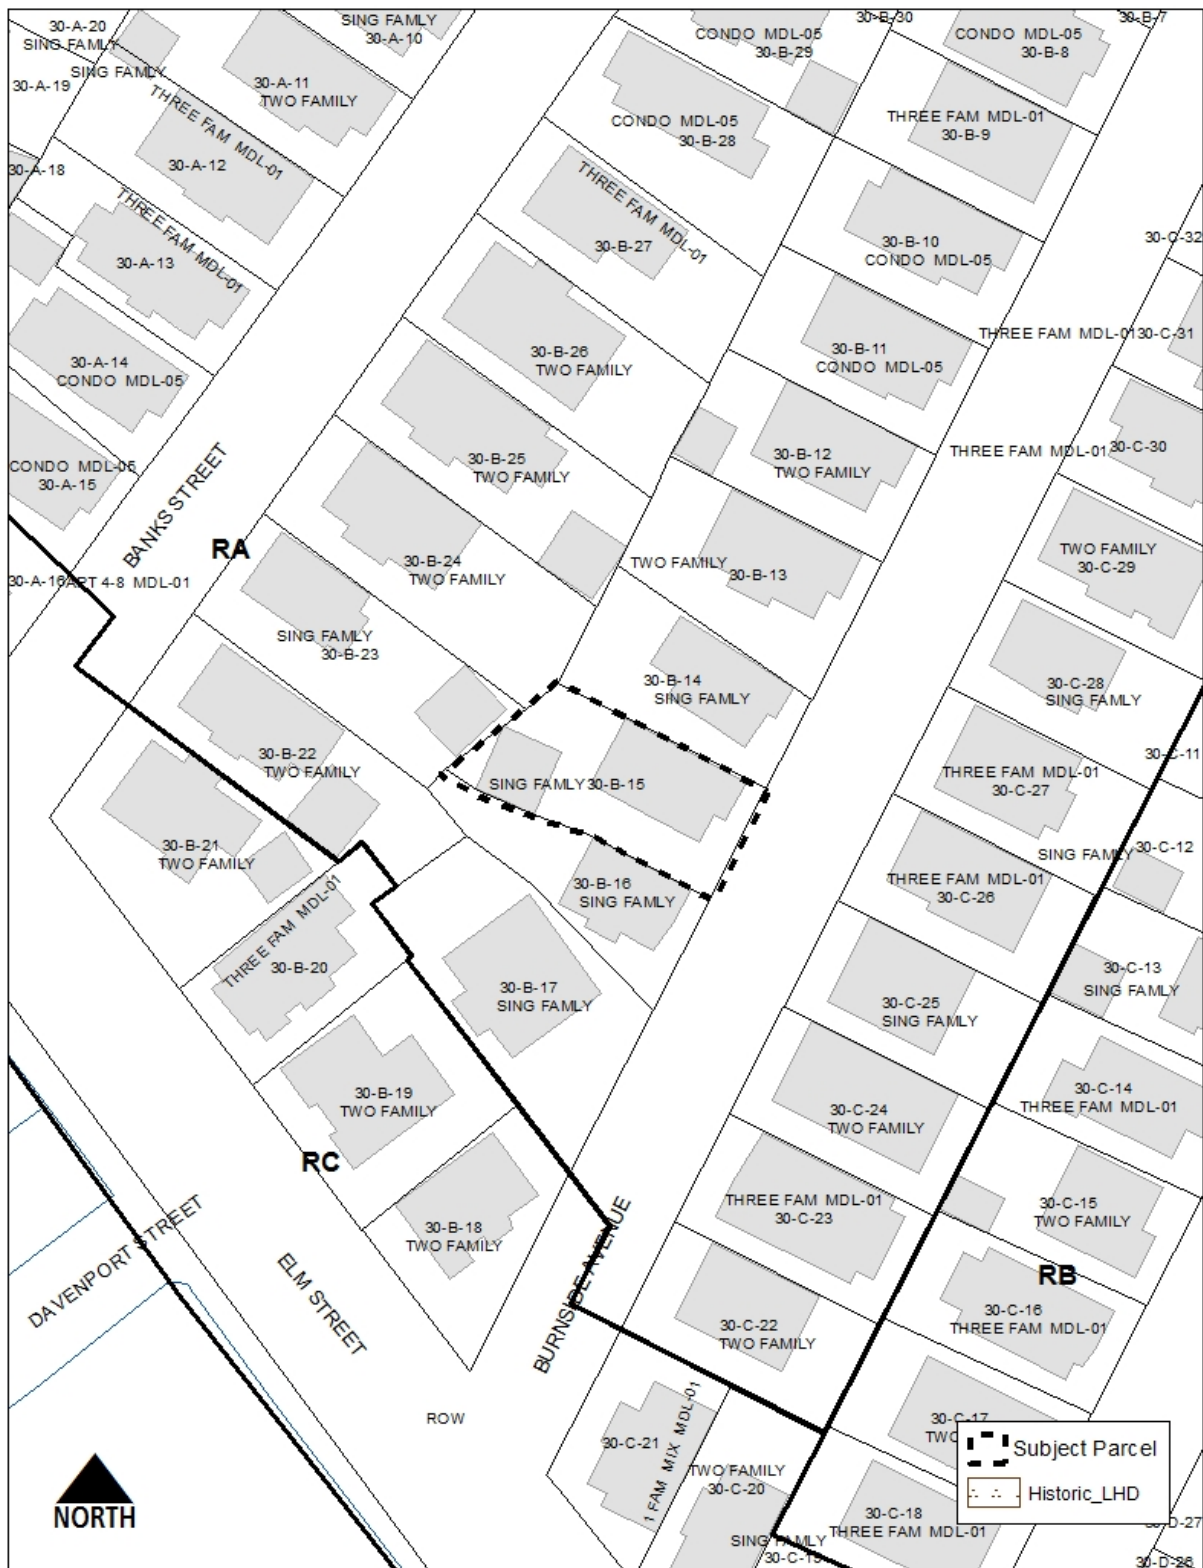 30-A-20
SING FAMLY
SING FAMLY
30-A-19
SING FAMLY
30-A-10
30-A-11
TWO FAMILY
THREE FAM MDL-01
30-A-12
30-A-18
THREE FAM MDL-01
30-A-13
30-A-14
CONDO MDL-05
CONDO MDL-05
30-A-15
30-A-16
APT 4-8 MDL-01
BANKS STREET
RA
30-B-30
CONDO MDL-05
30-B-29
30-B-7
CONDO MDL-05
30-B-8
CONDO MDL-05
30-B-28
THREE FAM MDL-01
30-B-9
THREE FAM MDL-01
30-B-27
30-B-10
CONDO MDL-05
30-C-32
30-B-26
TWO FAMILY
30-B-11
CONDO MDL-05
THREE FAM MDL-01
30-C-31
30-B-25
TWO FAMILY
30-B-12
TWO FAMILY
THREE FAM MDL-01
30-C-30
30-B-24
TWO FAMILY
TWO FAMILY
30-B-13
TWO FAMILY
30-C-29
SING FAMLY
30-B-23
30-B-14
SING FAMLY
30-C-28
SING FAMLY
30-B-22
TWO FAMILY
SING FAMLY
30-B-15
THREE FAM MDL-01
30-C-27
30-C-11
30-B-21
TWO FAMILY
30-B-16
SING FAMLY
THREE FAM MDL-01
30-C-26
SING FAMLY
30-C-12
THREE FAM MDL-01
30-B-20
30-B-17
SING FAMLY
30-C-25
SING FAMLY
30-C-13
SING FAMLY
30-B-19
TWO FAMILY
30-C-24
TWO FAMILY
30-C-14
THREE FAM MDL-01
RC
30-B-18
TWO FAMILY
THREE FAM MDL-01
30-C-23
30-C-15
TWO FAMILY
DAVENPORT STREET
ELM STREET
BURNSIDE AVENUE
RB
30-C-22
TWO FAMILY
30-C-16
THREE FAM MDL-01
ROW
30-C-21
1 FAM MIX MDL-01
30-C-17
TWO FAMILY
30-C-20
30-C-18
THREE FAM MDL-01
SING FAMLY
30-C-19
30-D-27
Subject Parcel
Historic_LHD
NORTH